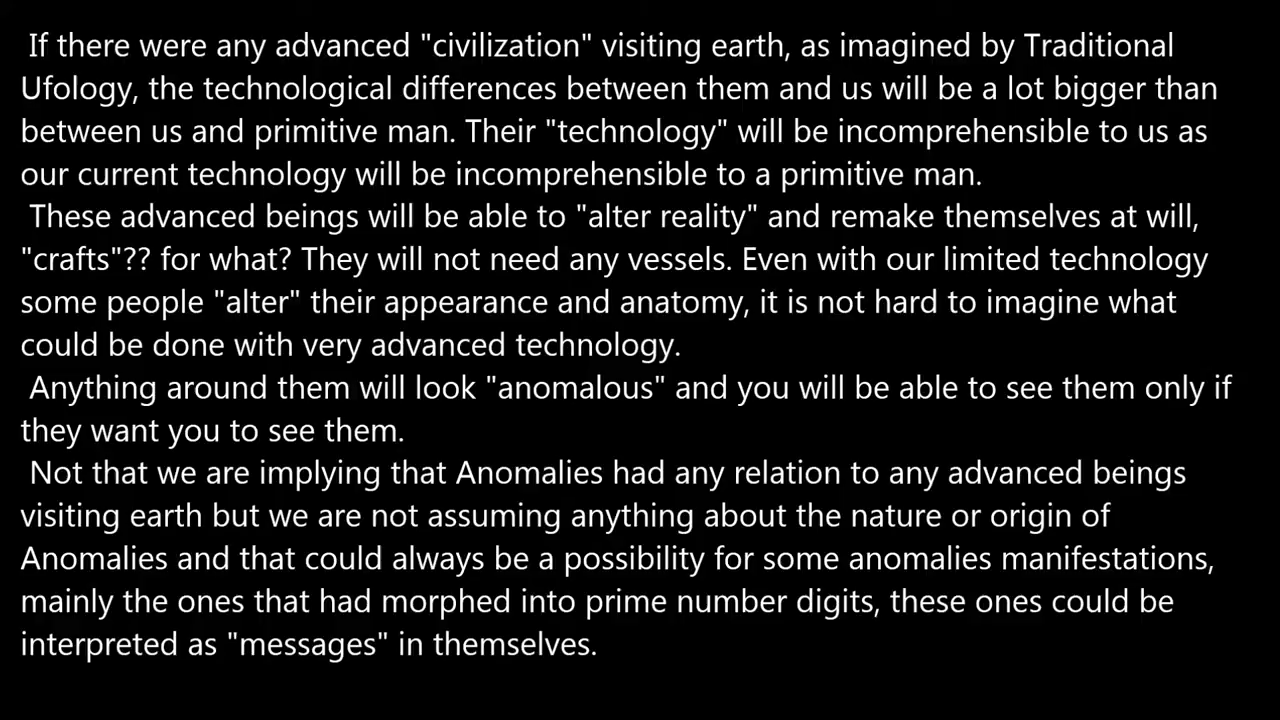 If there were any advanced "civilization" visiting earth, as imagined by Traditional
Ufology, the technological differences between them and us will be a lot bigger than
between us and primitive man. Their "technology" will be incomprehensible to us as
our current technology will be incomprehensible to a primitive man.
These advanced beings will be able to "alter reality" and remake themselves at will,
"crafts"?? for what? They will not need any vessels. Even with our limited technology
some people "alter" their appearance and anatomy, it is not hard to imagine what
could be done with very advanced technology.
Anything around them will look "anomalous" and you will be able to see them only if
they want you to see them.
Not that we are implying that Anomalies had any relation to any advanced beings
visiting earth but we are not assuming anything about the nature or origin of
Anomalies and that could always be a possibility for some anomalies manifestations,
mainly the ones that had morphed into prime number digits, these ones could be
interpreted as "messages" in themselves.